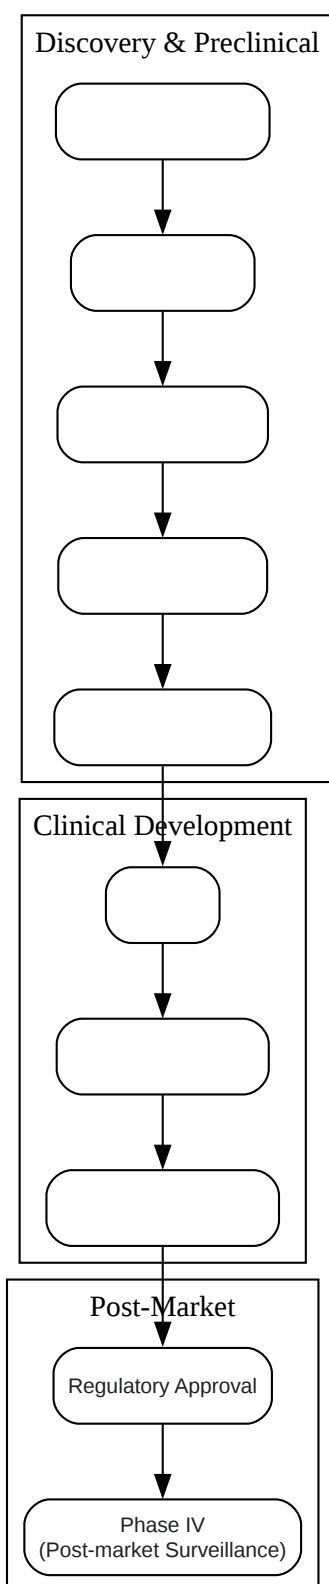 Discovery & Preclinical
Clinical Development
Post-Market
Regulatory Approval
Phase IV
(Post-market Surveillance)